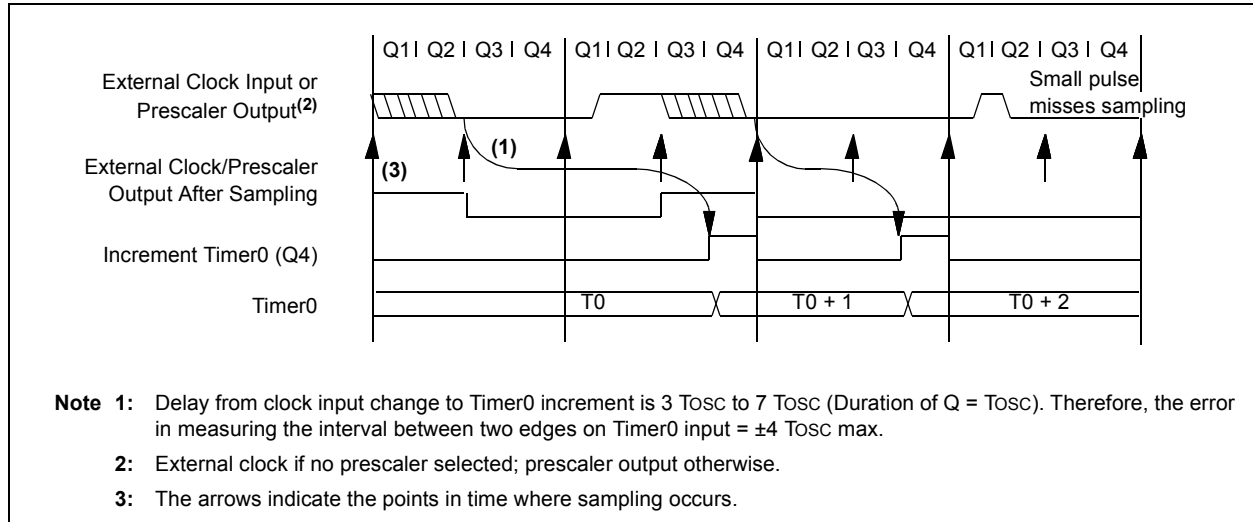 Q1 Q2 Q3 Q4 Q1 Q2 Q3 Q4 Q1 Q2 Q3 Q4 Q1 Q2 Q3 Q4
External Clock Input or
Prescaler Output(2)
Small pulse
misses sampling
(1)
External Clock/Prescaler
Output After Sampling
(3)
Increment Timer0 (Q4)
Timer0
T0 T0 + 1 T0 + 2
Note 1: Delay from clock input change to Timer0 increment is 3 TOSC to 7 TOSC (Duration of Q = TOSC). Therefore, the error
in measuring the interval between two edges on Timer0 input = ±4 TOSC max.
2: External clock if no prescaler selected; prescaler output otherwise.
3: The arrows indicate the points in time where sampling occurs.